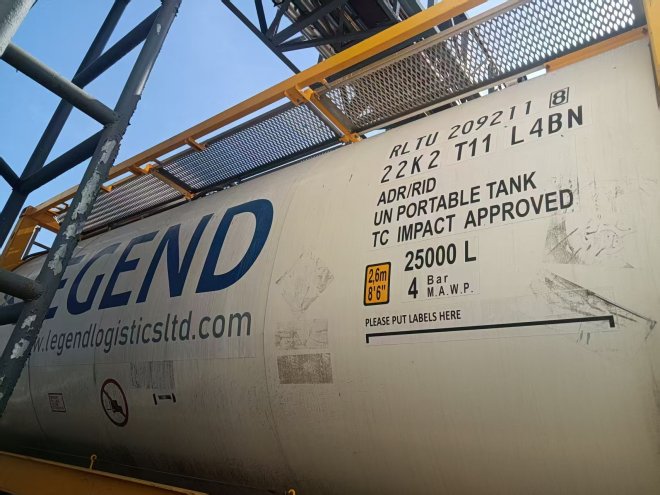 RLTU 209211 8
22K2 T11 L4BN
ADR/RID
UN PORTABLE TANK
TC IMPACT APPROVED
25000 L
2,6m
8'6"
4 Bar
M.A.W.P.
PLEASE PUT LABELS HERE
LEGEND
www.legendlogisticsltd.com